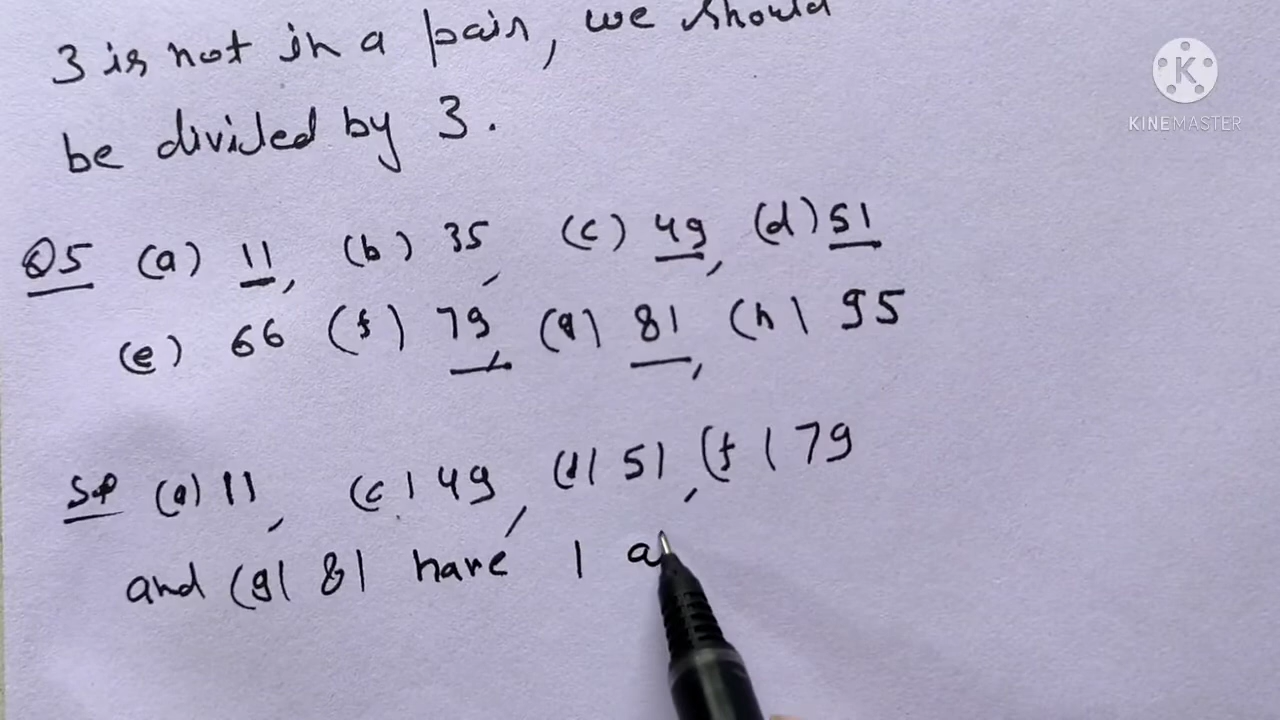 3 is not in a pair, we should
be divided by 3.
Q5 (a) 11, (b) 35, (c) 49, (d) 51
(e) 66 (f) 79, (g) 81, (h) 95
(a) 11, (c) 49, (d) 51, (f) 79
and (g) 81 have 1 a
K
KINEMASTER